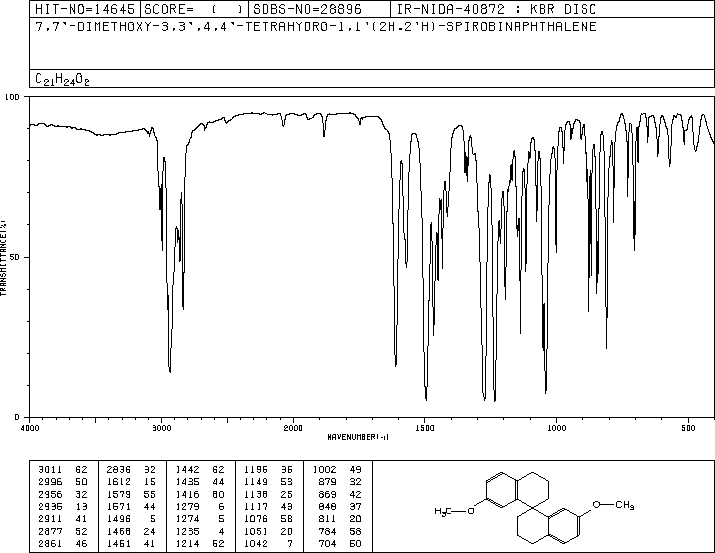 HIT-NO=14645 SCORE= ( ) SDBS-NO=28896 IR-NIDA-40872 : KBR DISC
7,7'-DIMETHOXY-3,3',4,4'-TETRAHYDRO-1,1'(2H,2'H)-SPIROBINAPHTHALENE
C21H24O2
100
50
0
TRANSMITTANCE(%)
4000 3000 2000 1500 1000 500
WAVENUMBER(-1)
3011 62 2836 32 1442 62 1196 36 1002 49
2996 50 1612 15 1435 44 1149 53 879 32
2956 32 1579 55 1416 60 1138 25 869 42
2935 13 1571 44 1279 6 1117 43 848 37
2911 41 1496 5 1274 5 1076 58 811 20
2877 52 1468 24 1235 4 1051 20 784 58
2861 46 1451 41 1214 52 1042 7 704 50
H3C O O CH3